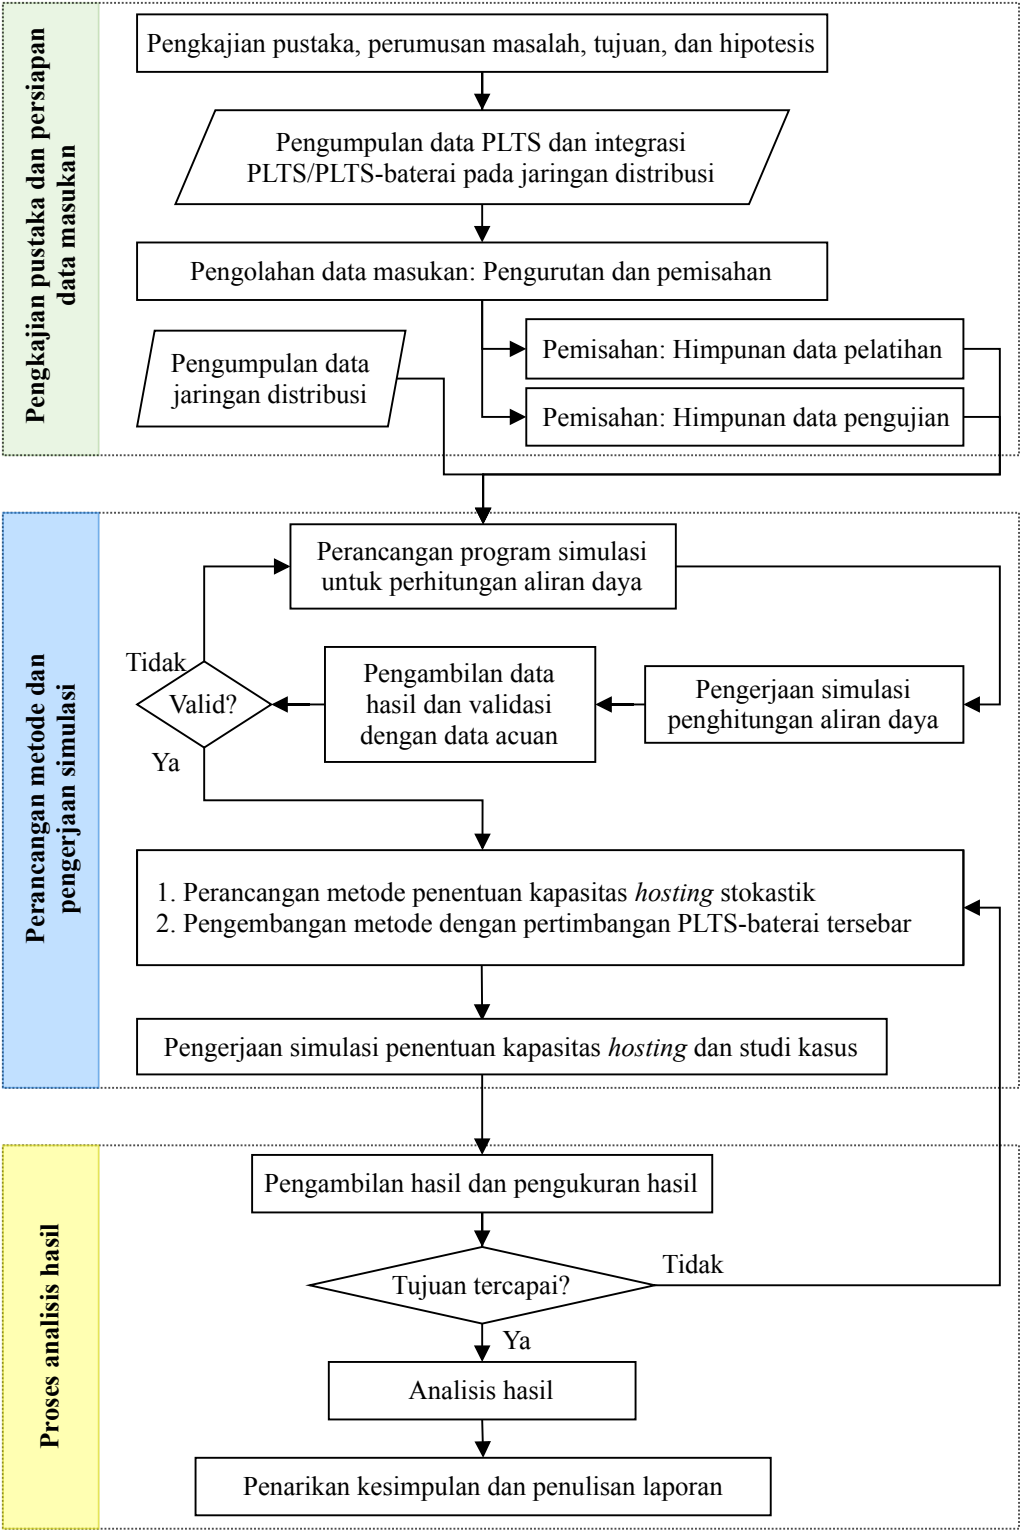 Pengkajian pustaka dan persiapan
data masukan
Pengkajian pustaka, perumusan masalah, tujuan, dan hipotesis
Pengumpulan data PLTS dan integrasi
PLTS/PLTS-baterai pada jaringan distribusi
Pengolahan data masukan: Pengurutan dan pemisahan
Pengumpulan data
jaringan distribusi
Pemisahan: Himpunan data pelatihan
Pemisahan: Himpunan data pengujian
Perancangan metode dan
pengerjaan simulasi
Perancangan program simulasi
untuk perhitungan aliran daya
Tidak
Valid?
Ya
Pengambilan data
hasil dan validasi
dengan data acuan
Pengerjaan simulasi
penghitungan aliran daya
1. Perancangan metode penentuan kapasitas hosting stokastik
2. Pengembangan metode dengan pertimbangan PLTS-baterai tersebar
Pengerjaan simulasi penentuan kapasitas hosting dan studi kasus
Proses analisis hasil
Pengambilan hasil dan pengukuran hasil
Tujuan tercapai?
Tidak
Ya
Analisis hasil
Penarikan kesimpulan dan penulisan laporan